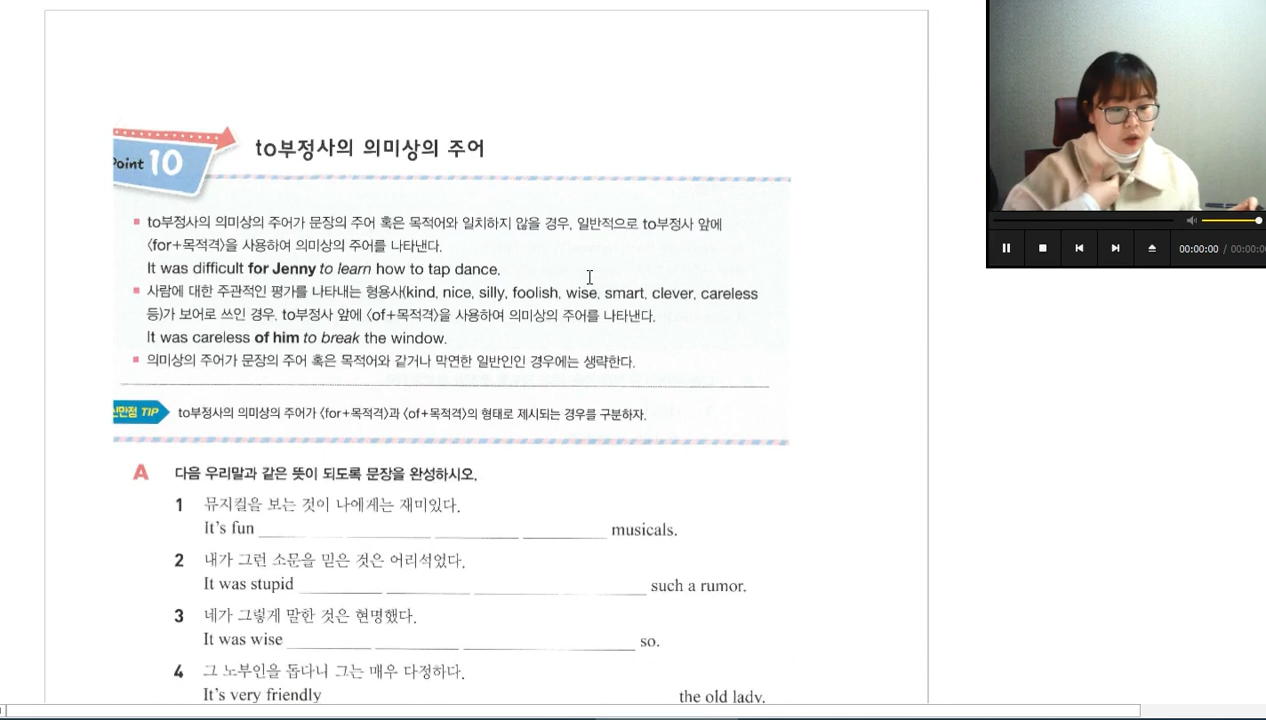 Point 10
to부정사의 의미상의 주어
to부정사의 의미상의 주어가 문장의 주어 혹은 목적어와 일치하지 않을 경우, 일반적으로 to부정사 앞에
〈for+목적격〉을 사용하여 의미상의 주어를 나타낸다.
It was difficult for Jenny to learn how to tap dance.
사람에 대한 주관적인 평가를 나타내는 형용사(kind, nice, silly, foolish, wise, smart, clever, careless
등)가 보어로 쓰인 경우, to부정사 앞에 〈of+목적격〉을 사용하여 의미상의 주어를 나타낸다.
It was careless of him to break the window.
의미상의 주어가 문장의 주어 혹은 목적어와 같거나 막연한 일반인인 경우에는 생략한다.
만점 TIP
to부정사의 의미상의 주어가 〈for+목적격〉과 〈of+목적격〉의 형태로 제시되는 경우를 구분하자.
A 다음 우리말과 같은 뜻이 되도록 문장을 완성하시오.
1 뮤지컬을 보는 것이 나에게는 재미있다.
It's fun ____ ____ ____ ____ musicals.
2 내가 그런 소문을 믿은 것은 어리석었다.
It was stupid ____ ____ ____ ____ such a rumor.
3 네가 그렇게 말한 것은 현명했다.
It was wise ____ ____ ____ ____ so.
4 그 노부인을 돕다니 그는 매우 다정하다.
It's very friendly the old lady.
00:00:00 / 00:00:0